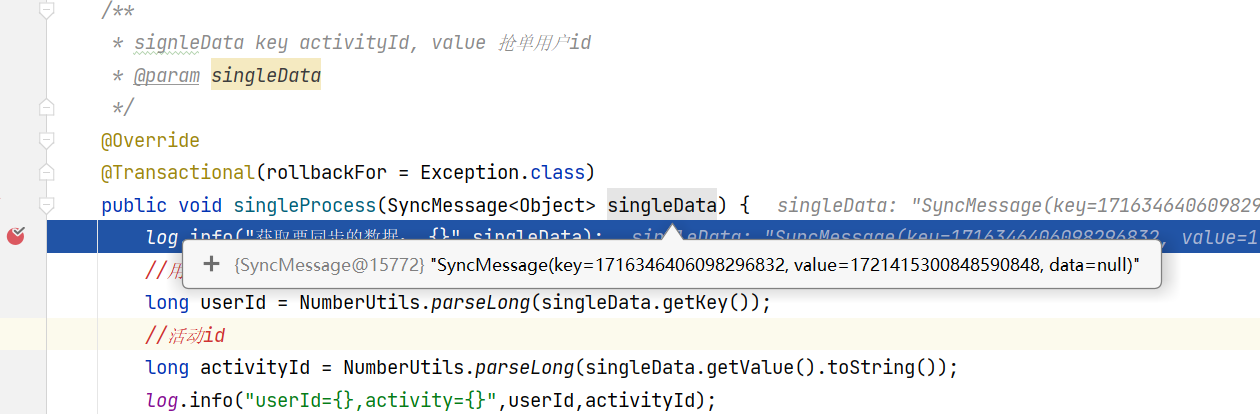 /**
* signleData key activityId, value 抢单用户id
* @param singleData
*/
@Override
@Transactional(rollbackFor = Exception.class)
public void singleProcess(SyncMessage<Object> singleData) { singleData: "SyncMessage(key=17163464060982
log.info("获取要同步的数据: {}",singleData); singleData: "SyncMessage(key=1716346406098296832, value=1
+ {SyncMessage@15772} "SyncMessage(key=1716346406098296832, value=1721415300848590848, data=null)"
//用
long userId = NumberUtils.parseLong(singleData.getKey());
//活动id
long activityId = NumberUtils.parseLong(singleData.getValue().toString());
log.info("userId={},activity={}",userId,activityId);